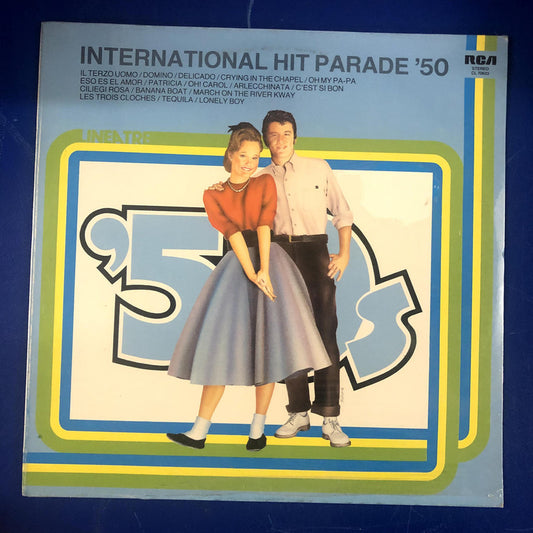 INTERNATIONAL HIT PARADE '50
RCA
STEREO
IL TERZO UOMO / DOMINO / DELICADO / CRYING IN THE CHAPEL / OH MY PA-PA
ESO ES EL AMOR / PATRICIA / OH! CAROL / ARLECCHINATA / C'EST SI BON
CILIEGI ROSA / BANANA BOAT / MARCH ON THE RIVER KWAY
LES TROIS CLOCHES / TEQUILA / LONELY BOY
LINEATRE
'50s